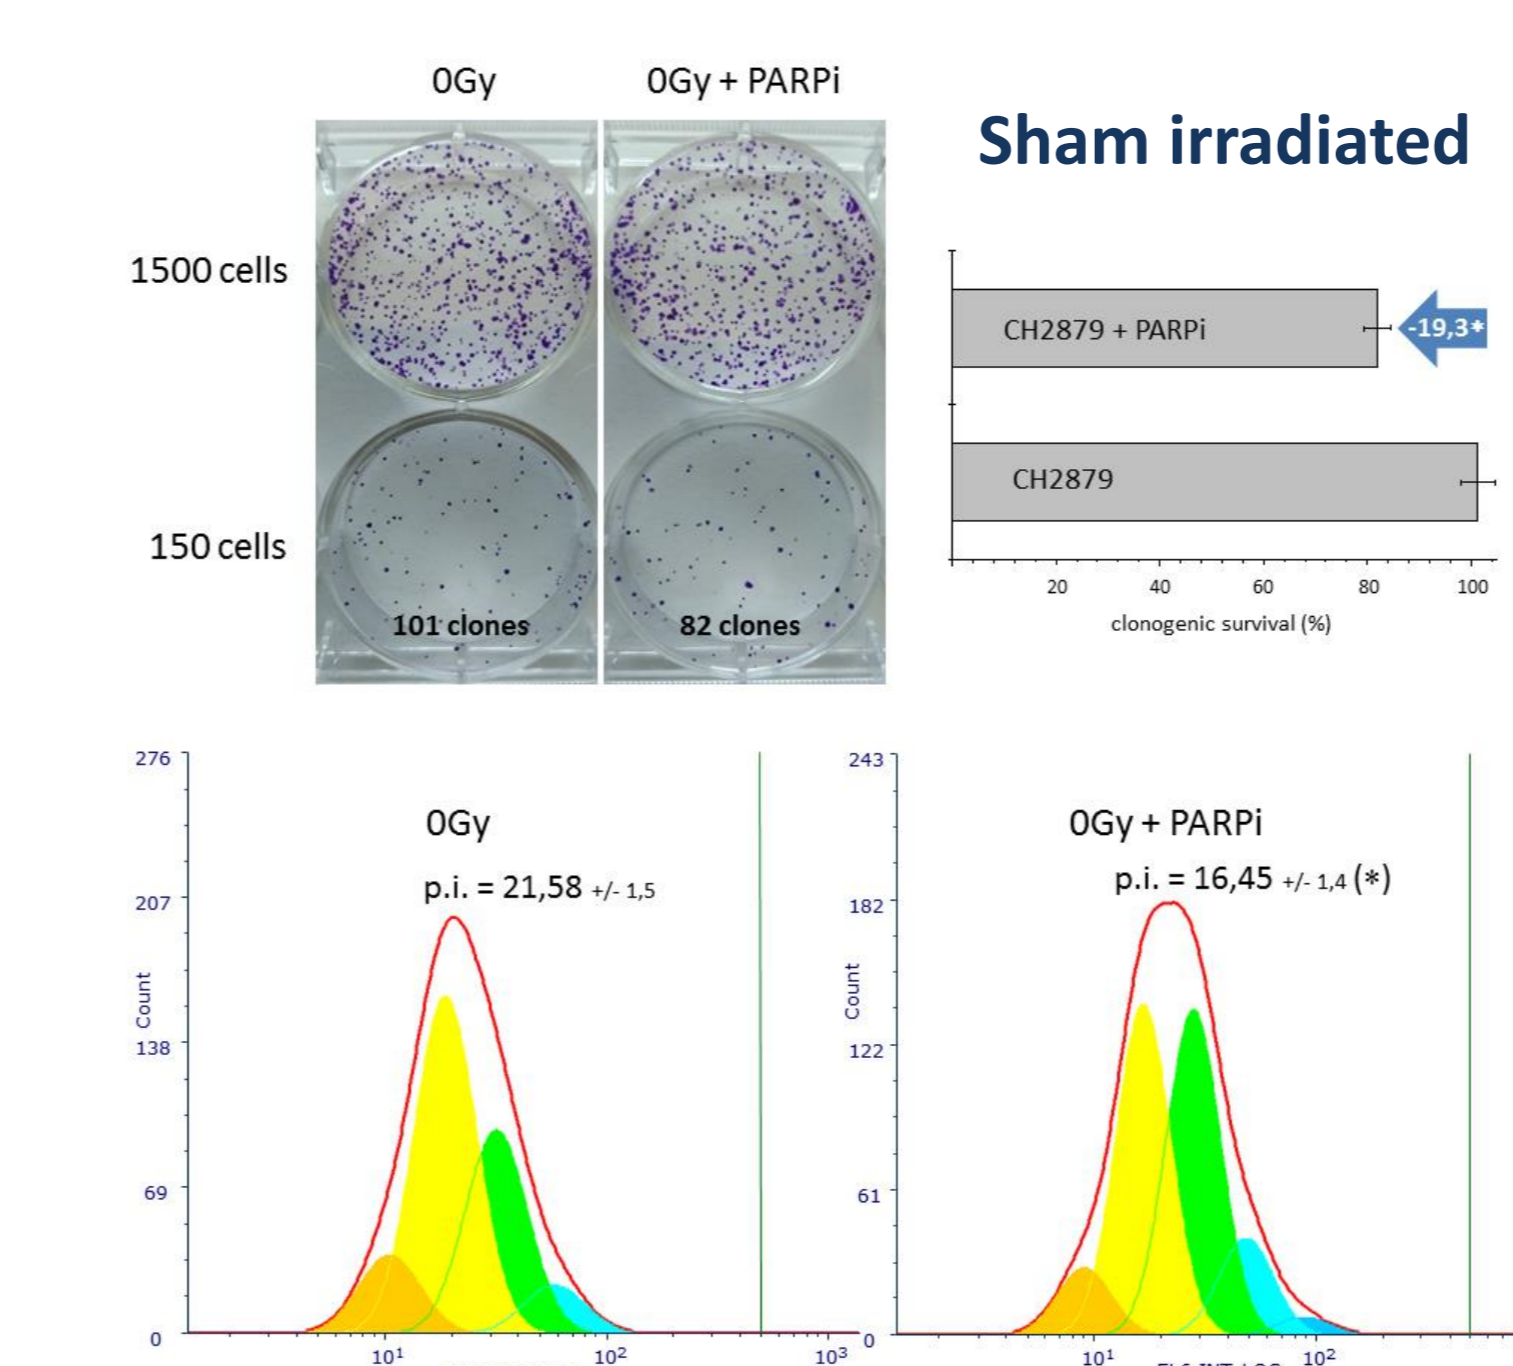 0Gy
0Gy + PARPi
Sham irradiated
1500 cells
150 cells
101 clones
82 clones
CH2879 + PARPi
-19,3*
CH2879
20 40 60 80 100
clonogenic survival (%)
276
207
138
69
0
Count
0Gy
p.i. = 21,58 +/- 1,5
10¹ 10² 10³
243
182
122
61
0
Count
0Gy + PARPi
p.i. = 16,45 +/- 1,4 (*)
10¹ 10²